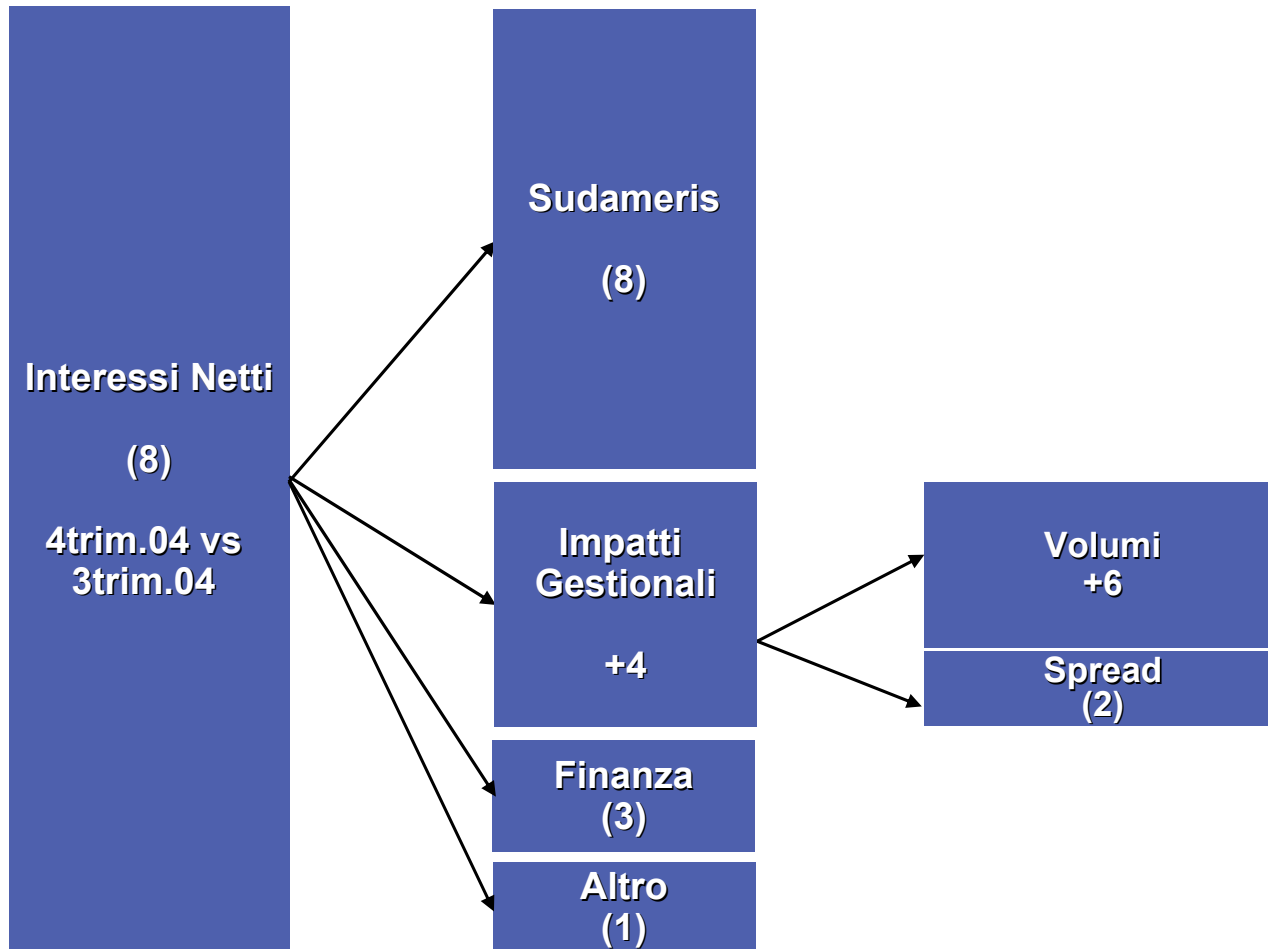 Interessi Netti
(8)
4trim.04 vs
3trim.04
Sudameris
(8)
Impatti
Gestionali
+4
Finanza
(3)
Altro
(1)
Volumi
+6
Spread
(2)